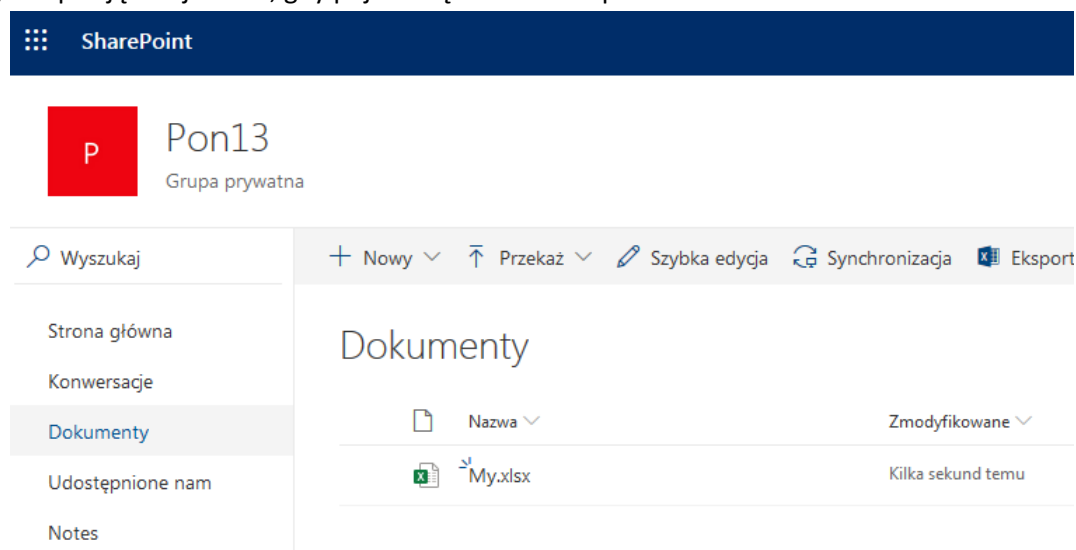 SharePoint
P
Pon13
Grupa prywatna
Wyszukaj
Nowy Przekaż Szybka edycja Synchronizacja Eksport
Strona główna
Konwersacje
Dokumenty
Udostępnione nam
Notes
Dokumenty
Nazwa Zmodyfikowane
My.xlsx Kilka sekund temu